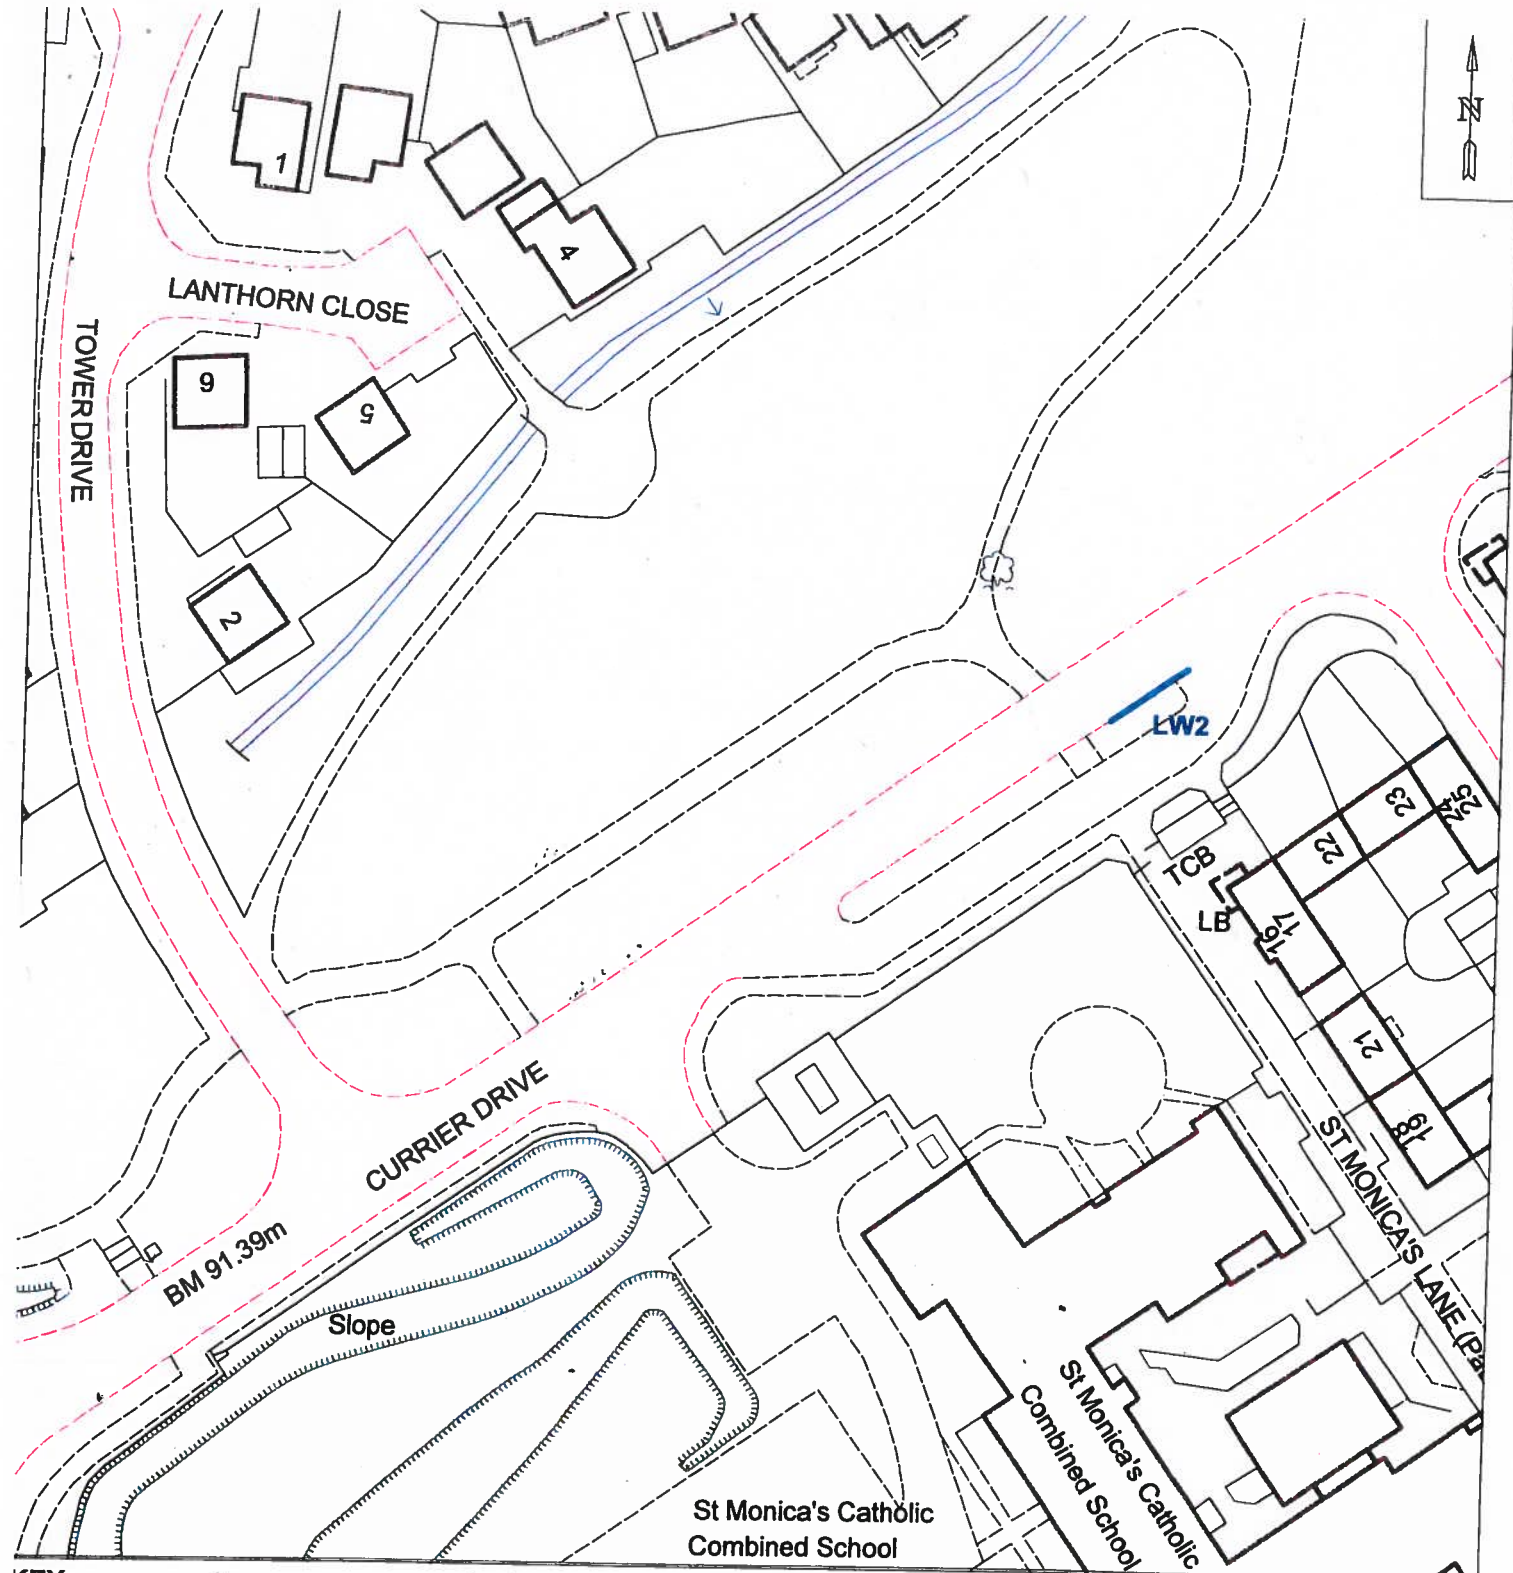 N
1
4
LANTHORN CLOSE
TOWER DRIVE
9
5
2
LW2
25
24
23
22
TCB
LB
17
16
21
19
18
CURRIER DRIVE
ST MONICA'S LANE
BM 91.39m
Slope
St Monica's Catholic
Combined School
St Monica's Catholic
Combined School